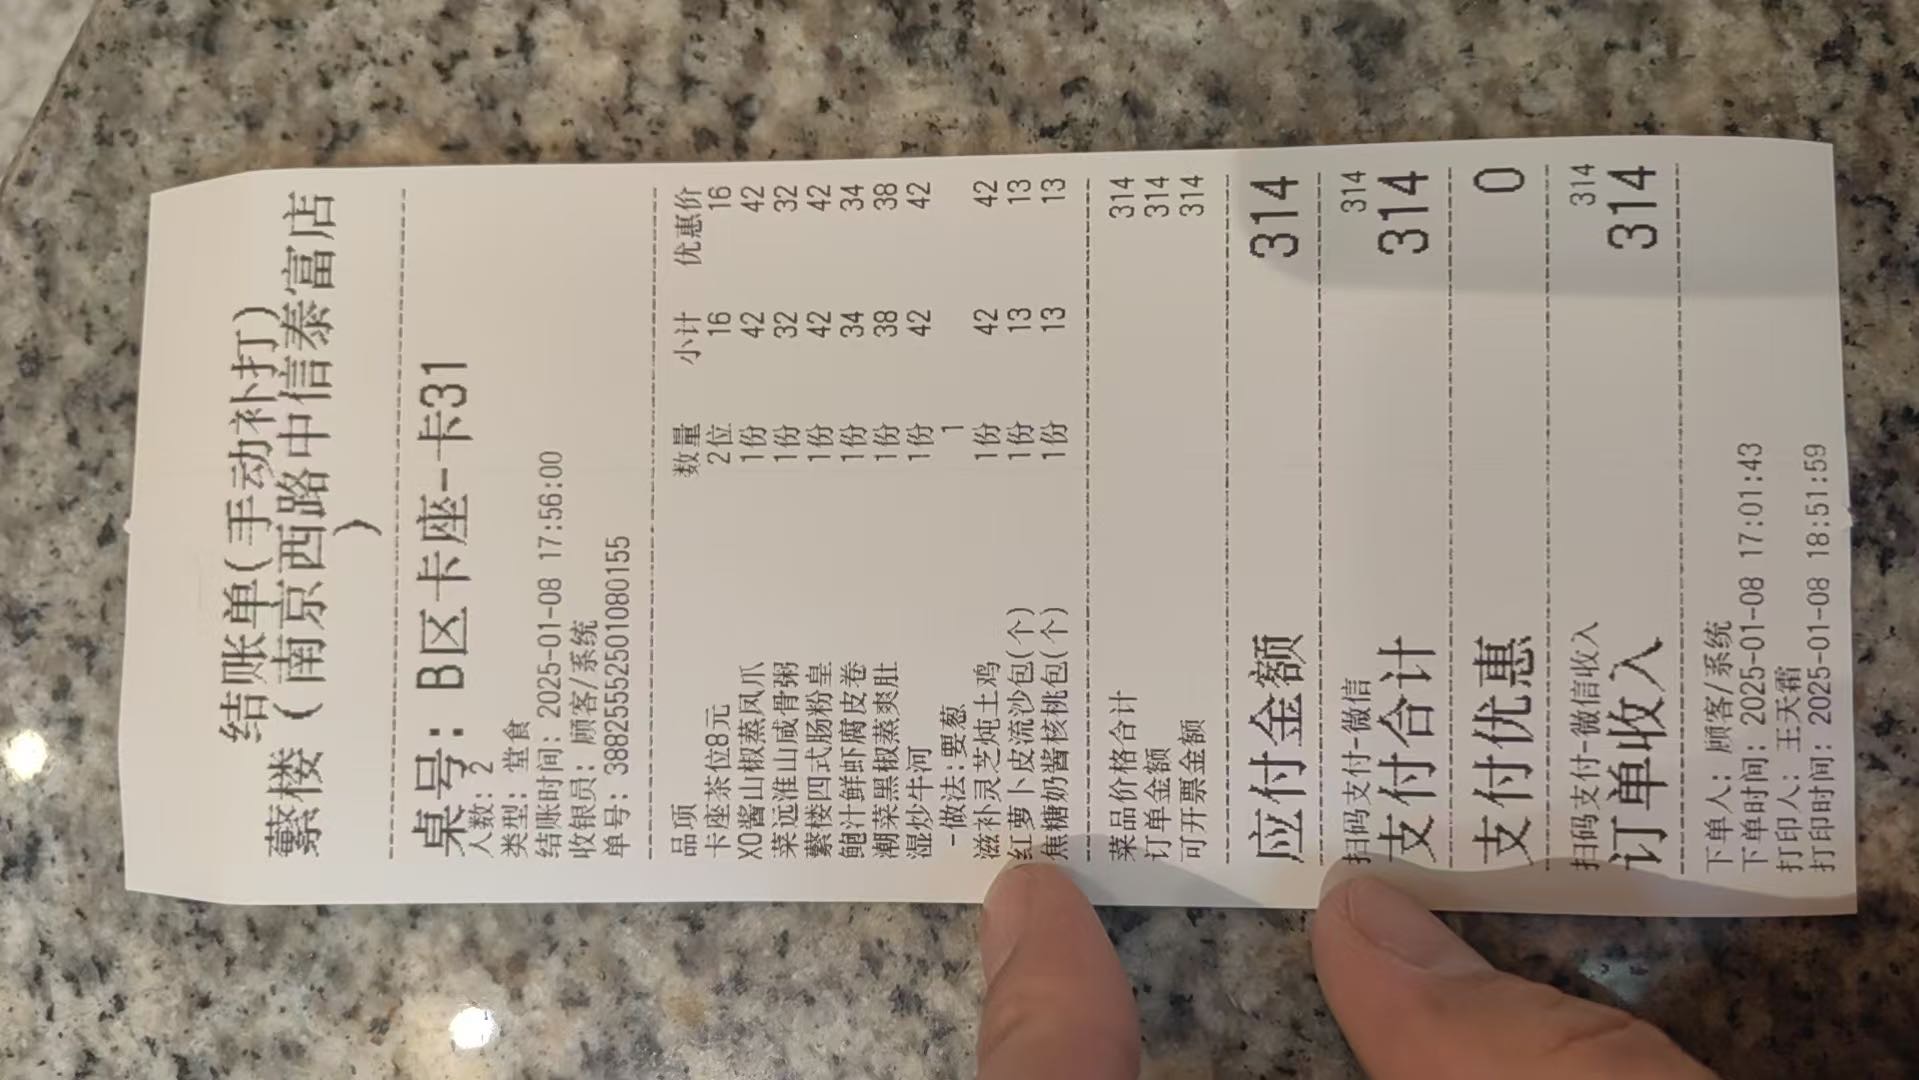 结账单(手动补打)
蘩楼（南京西路中信泰富店
）
桌号: B区卡座-卡31
人数: 2
类型: 堂食
结账时间: 2025-01-08 17:56:00
收银员: 顾客/系统
单号: 3882555250108​0155
品项 数量 小计 优惠价
卡座茶位8元 2位 16 16
XO酱山椒蒸凤爪 1份 42 42
菜远淮山咸骨粥 1份 32 32
蘩楼四式肠粉皇 1份 42 42
鲍汁鲜虾腐皮卷 1份 34 34
潮菜黑椒蒸爽肚 1份 38 38
湿炒牛河 1份 42 42
-做法:要葱 1
滋补灵芝炖土鸡 1份 42 42
红萝卜皮流沙包(个) 1份 13 13
焦糖奶酱核桃包(个) 1份 13 13
菜品价格合计 314
订单金额 314
可开票金额 314
应付金额 314
扫码支付-微信 314
支付合计 314
支付优惠 0
扫码支付-微信收入 314
订单收入 314
下单人: 顾客/系统
下单时间: 2025-01-08 17:01:43
打印人: 王天霜
打印时间: 2025-01-08 18:51:59